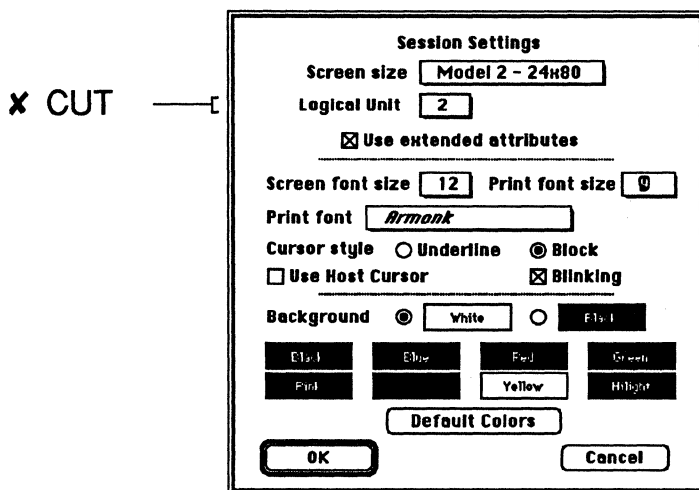 Session Settings
Screen size Model 2 - 24x80
✘ CUT
Logical Unit 2
Use extended attributes
Screen font size 12 Print font size 9
Print font Armonk
Cursor style Underline Block
Use Host Cursor Blinking
Background White Black
Black Blue Red Green
Pink Yellow Hilight
Default Colors
OK Cancel